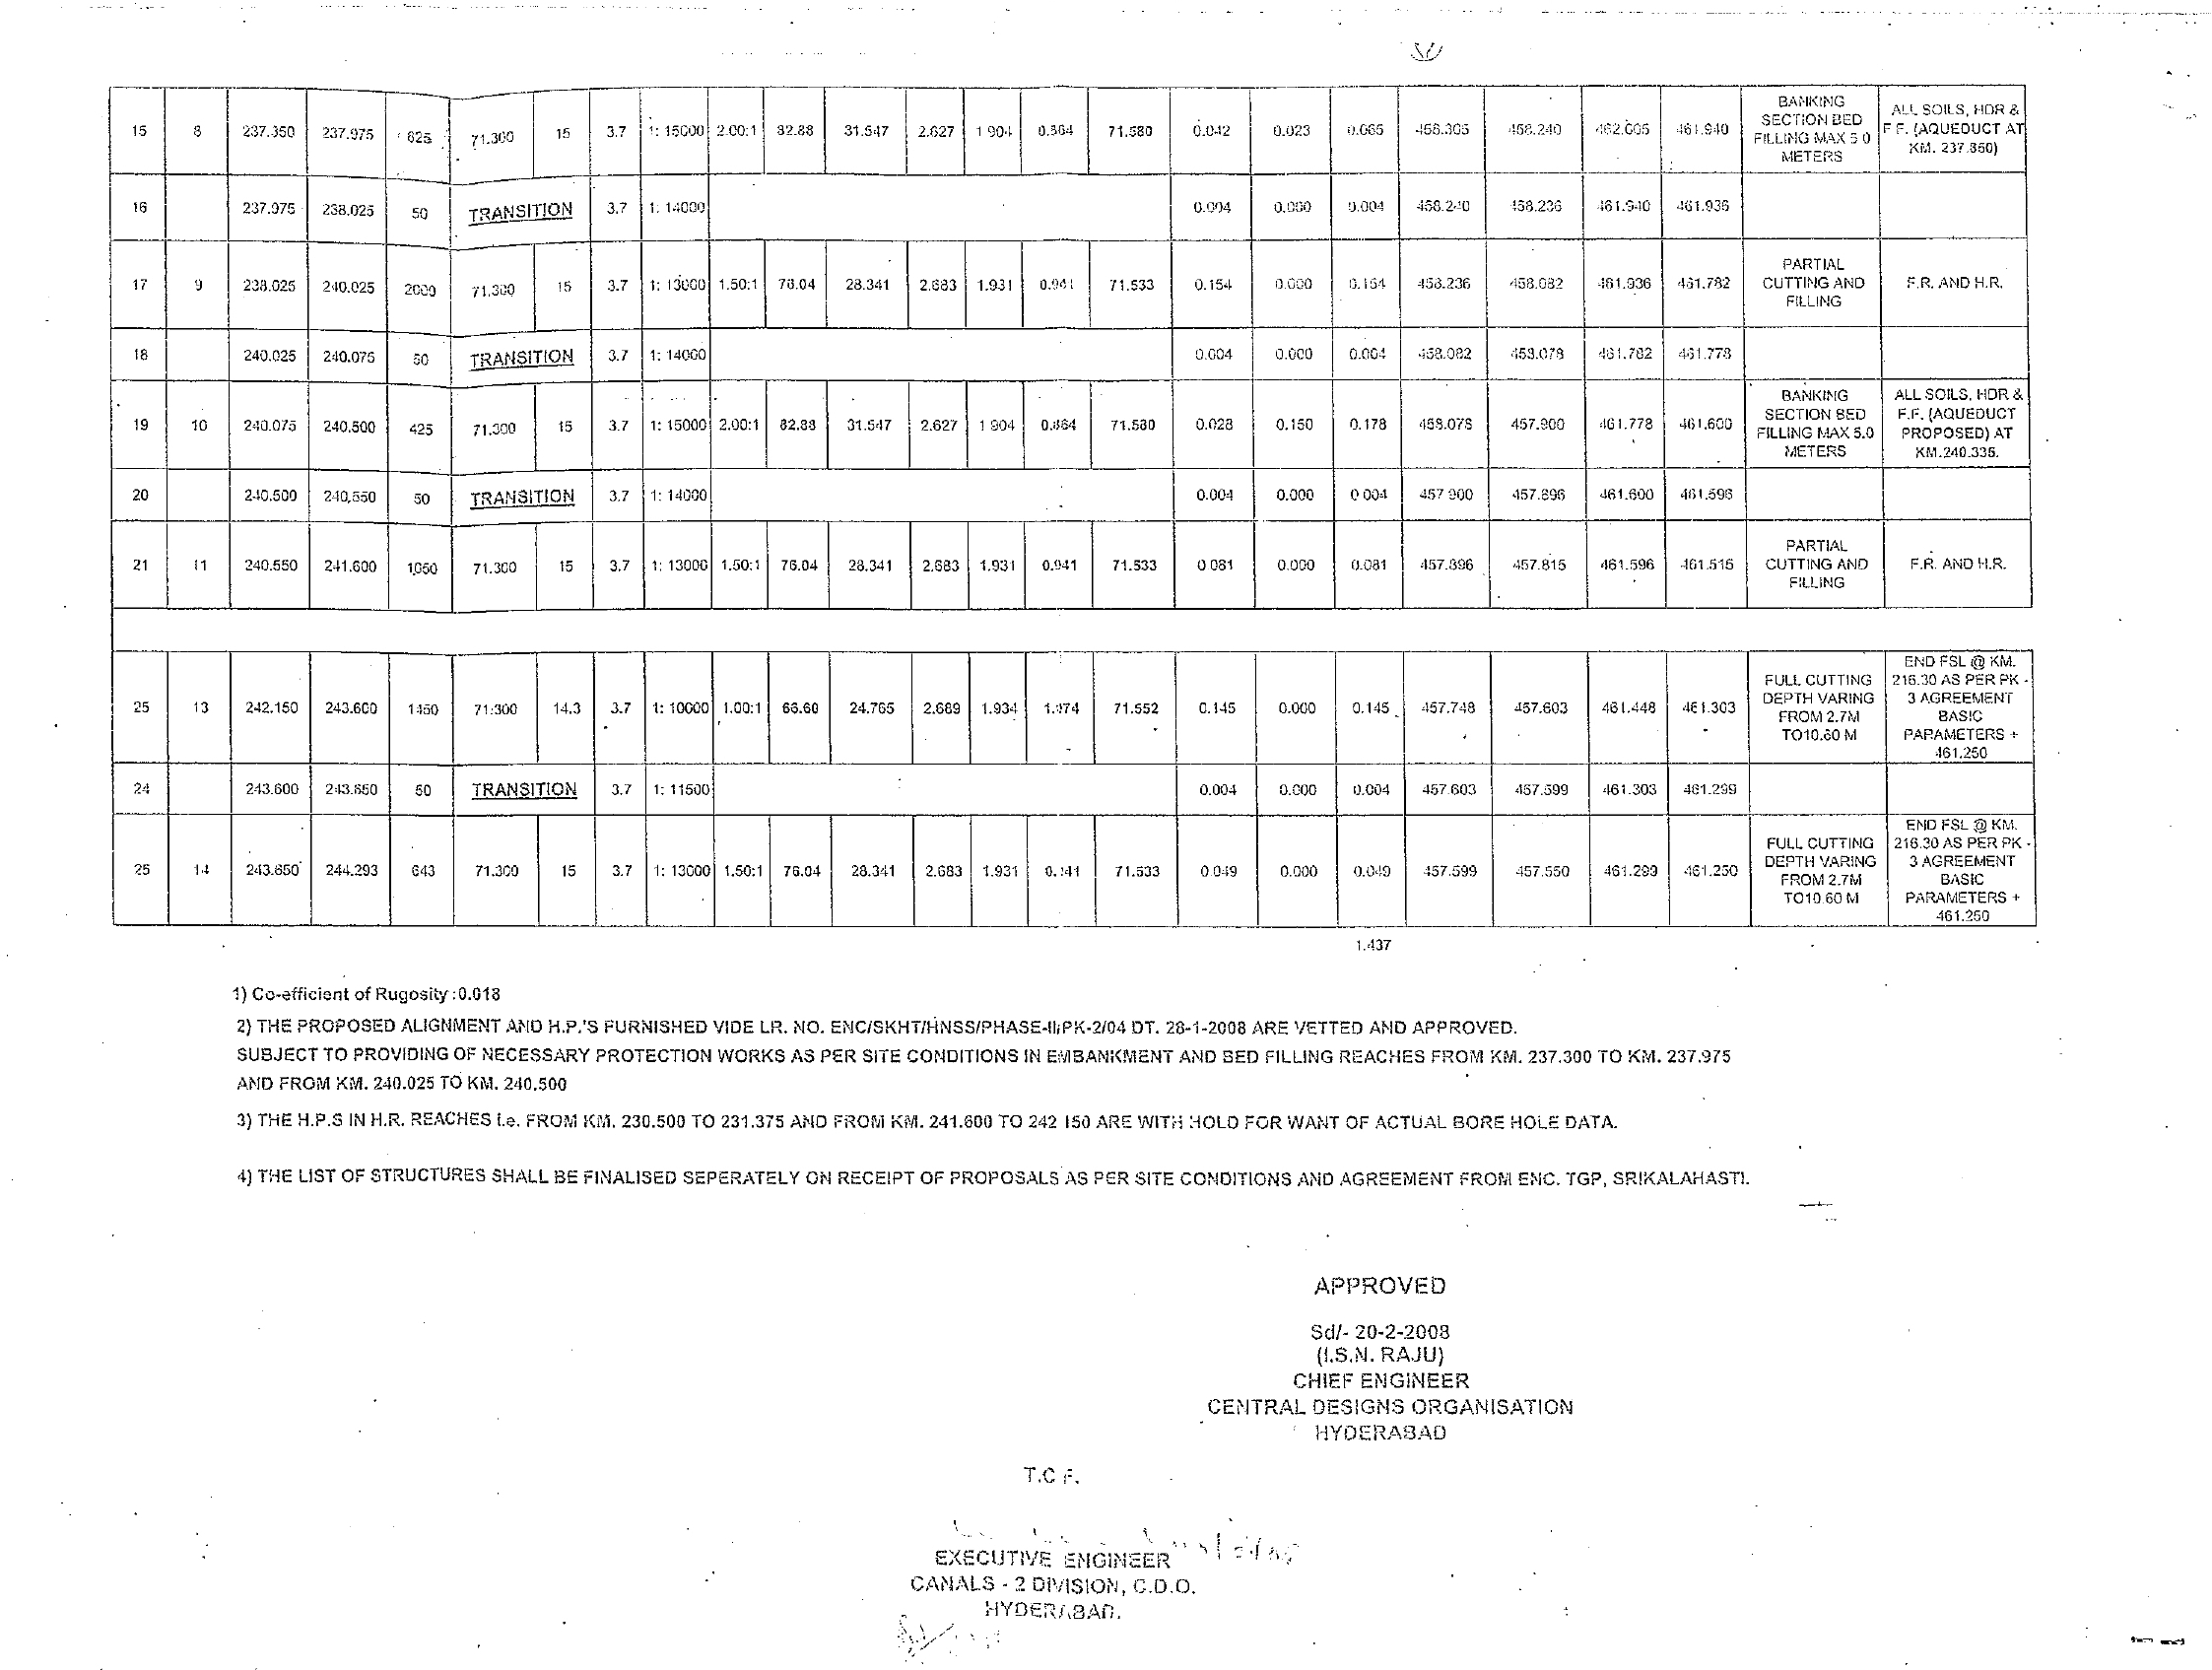 15 8 237.350 237.975 625 71.300 15 3.7 1: 15000 2.00:1 82.88 31.547 2.627 1 904 0.864 71.580 0.042 0.023 0.065 458.305 458.240 462.005 461.940 BANKING SECTION BED FILLING MAX 5 0 METERS ALL SOILS, HDR & F F. (AQUEDUCT AT KM. 237.850)
16 237.975 238.025 50 TRANSITION 3.7 1: 14000 0.004 0.000 0.004 458.240 458.236 461.940 461.936
17 9 238.025 240.025 2000 71.300 15 3.7 1: 13000 1.50:1 76.04 28.341 2.683 1.931 0.941 71.533 0.154 0.000 0.154 458.236 458.082 461.936 461.782 PARTIAL CUTTING AND FILLING F.R. AND H.R.
18 240.025 240.075 50 TRANSITION 3.7 1: 14000 0.004 0.000 0.004 458.082 458.078 461.782 461.778
19 10 240.075 240.500 425 71.300 15 3.7 1: 15000 2.00:1 82.88 31.547 2.627 1 904 0.864 71.580 0.028 0.150 0.178 458.078 457.900 461.778 461.600 BANKING SECTION BED FILLING MAX 5.0 METERS ALL SOILS, HDR & F.F. (AQUEDUCT PROPOSED) AT KM.240.335.
20 240.500 240.550 50 TRANSITION 3.7 1: 14000 0.004 0.000 0 004 457 900 457.896 461.600 461.596
21 11 240.550 241.600 1,050 71.300 15 3.7 1: 13000 1.50:1 76.04 28.341 2.683 1.931 0.941 71.533 0 081 0.000 0.081 457.896 457.815 461.596 461.515 PARTIAL CUTTING AND FILLING F.R. AND H.R.
25 13 242.150 243.600 1450 71.300 14.3 3.7 1: 10000 1.00:1 66.60 24.765 2.689 1.934 1.074 71.552 0.145 0.000 0.145 457.748 457.603 461.448 461.303 FULL CUTTING DEPTH VARING FROM 2.7M TO10.60 M END FSL @ KM. 216.30 AS PER PK - 3 AGREEMENT BASIC PARAMETERS + 461.250
24 243.600 243.650 50 TRANSITION 3.7 1: 11500 0.004 0.000 0.004 457.603 457.599 461.303 461.299
25 14 243.650 244.293 643 71.300 15 3.7 1: 13000 1.50:1 76.04 28.341 2.683 1.931 0.941 71.533 0.049 0.000 0.049 457.599 457.550 461.299 461.250 FULL CUTTING DEPTH VARING FROM 2.7M TO10.60 M END FSL @ KM. 216.30 AS PER PK - 3 AGREEMENT BASIC PARAMETERS + 461.250
1.437
1) Co-efficient of Rugosity :0.018
2) THE PROPOSED ALIGNMENT AND H.P.'S FURNISHED VIDE LR. NO. ENC/SKHT/HNSS/PHASE-II/PK-2/04 DT. 28-1-2008 ARE VETTED AND APPROVED.
SUBJECT TO PROVIDING OF NECESSARY PROTECTION WORKS AS PER SITE CONDITIONS IN EMBANKMENT AND BED FILLING REACHES FROM KM. 237.300 TO KM. 237.975
AND FROM KM. 240.025 TO KM. 240.500
3) THE H.P.S IN H.R. REACHES i.e. FROM KM. 230.500 TO 231.375 AND FROM KM. 241.600 TO 242 150 ARE WITH HOLD FOR WANT OF ACTUAL BORE HOLE DATA.
4) THE LIST OF STRUCTURES SHALL BE FINALISED SEPERATELY ON RECEIPT OF PROPOSALS AS PER SITE CONDITIONS AND AGREEMENT FROM ENC. TGP, SRIKALAHASTI.
APPROVED
Sd/- 20-2-2008
(I.S.N. RAJU)
CHIEF ENGINEER
CENTRAL DESIGNS ORGANISATION
HYDERABAD
T.C F.
EXECUTIVE ENGINEER
CANALS - 2 DIVISION, C.D.O.
HYDERABAD.